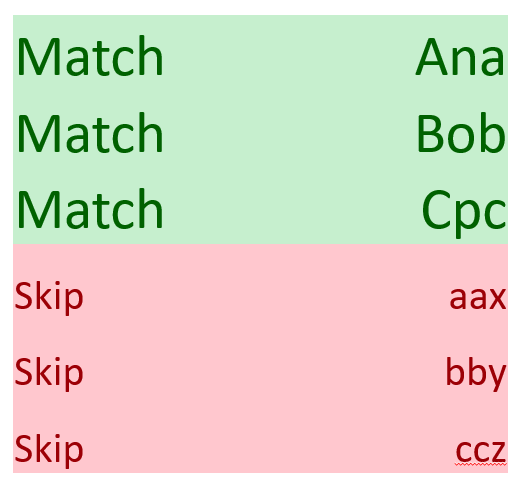 Match Ana
Match Bob
Match Cpc
Skip aax
Skip bby
Skip ccz